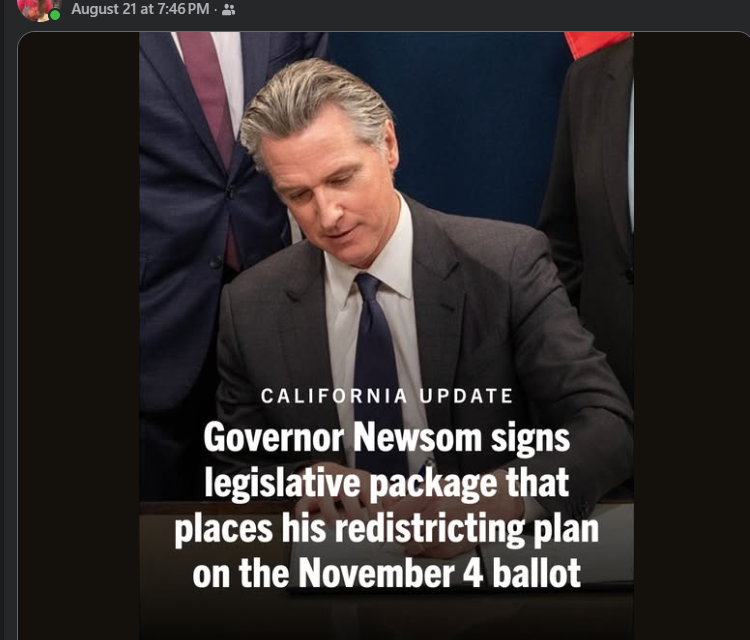 August 21 at 7:46 PM ·
CALIFORNIA UPDATE
Governor Newsom signs
legislative package that
places his redistricting plan
on the November 4 ballot